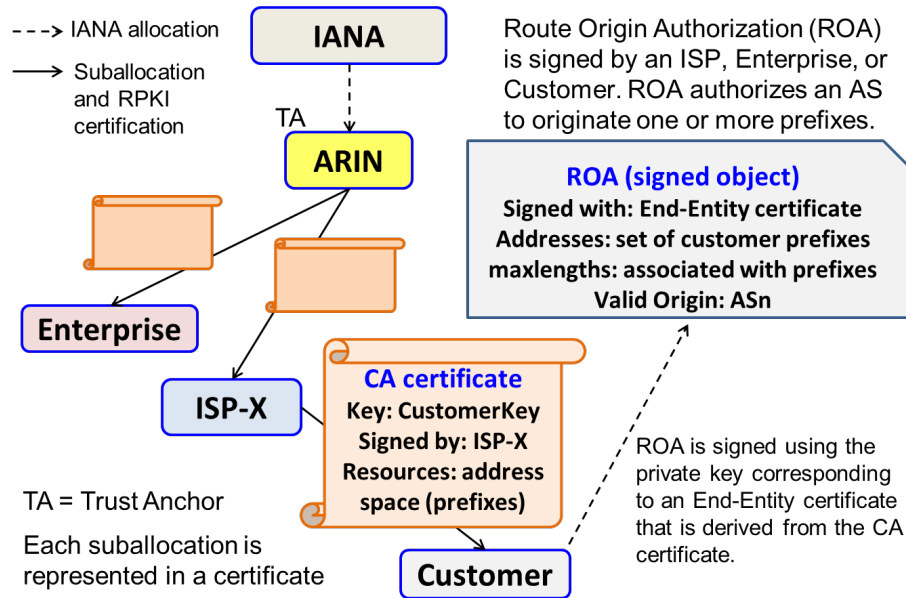 IANA allocation
Suballocation
and RPKI
certification
IANA
TA
ARIN
Route Origin Authorization (ROA)
is signed by an ISP, Enterprise, or
Customer. ROA authorizes an AS
to originate one or more prefixes.
ROA (signed object)
Signed with: End-Entity certificate
Addresses: set of customer prefixes
maxlengths: associated with prefixes
Valid Origin: ASn
Enterprise
ISP-X
CA certificate
Key: CustomerKey
Signed by: ISP-X
Resources: address
space (prefixes)
ROA is signed using the
private key corresponding
to an End-Entity certificate
that is derived from the CA
certificate.
TA = Trust Anchor
Each suballocation is
represented in a certificate
Customer